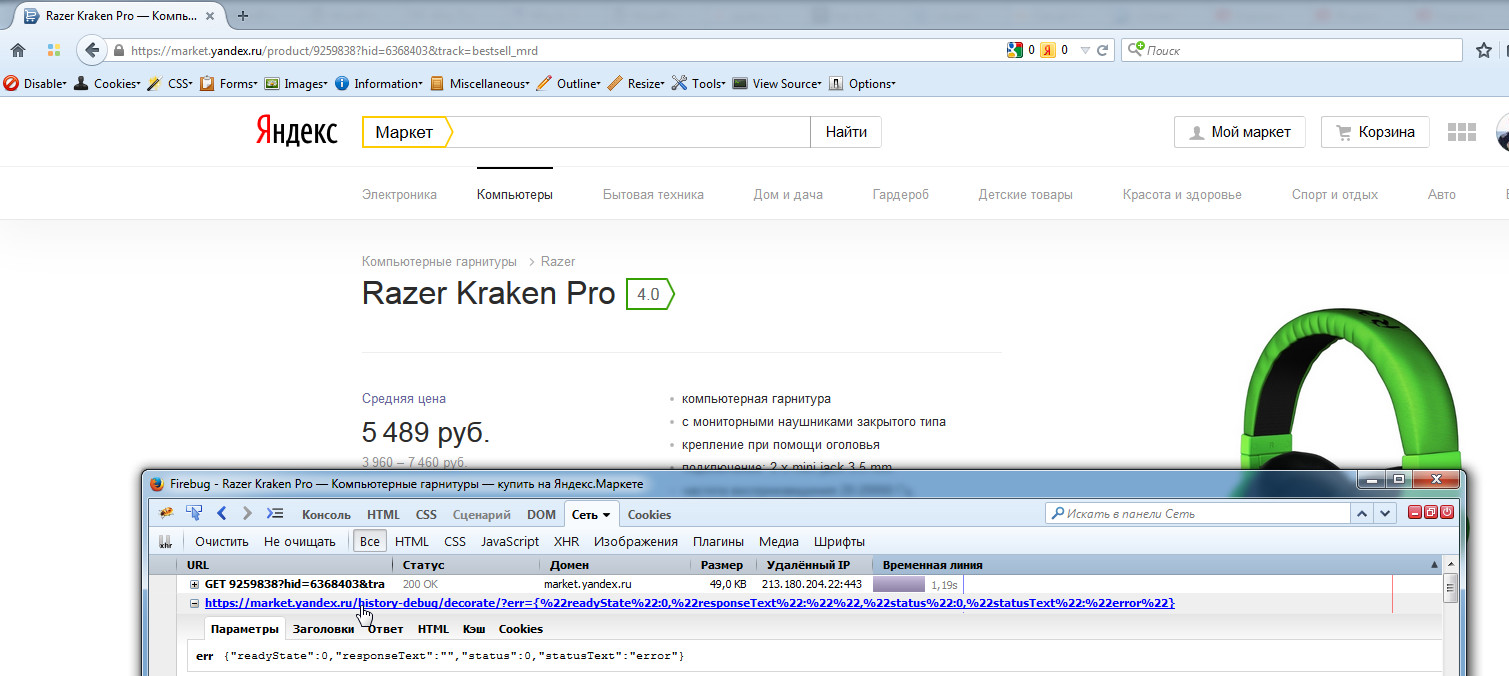 Razer Kraken Pro — Компь...
https://market.yandex.ru/product/9259838?hid=6368403&track=bestsell_mrd
0
Я
0
Поиск
Disable
Cookies
CSS
Forms
Images
Information
Miscellaneous
Outline
Resize
Tools
View Source
Options
Яндекс
Маркет
Найти
Мой маркет
Корзина
Электроника
Компьютеры
Бытовая техника
Дом и дача
Гардероб
Детские товары
Красота и здоровье
Спорт и отдых
Авто
Компьютерные гарнитуры
Razer
Razer Kraken Pro
4.0
Средняя цена
5 489 руб.
3 960 – 7 460 руб.
компьютерная гарнитура
с мониторными наушниками закрытого типа
крепление при помощи оголовья
подключение: 2 x mini jack 3.5 mm
Firebug - Razer Kraken Pro — Компьютерные гарнитуры — купить на Яндекс.Маркете
Консоль
HTML
CSS
Сценарий
DOM
Сеть
Cookies
Искать в панели Сеть
xhr
Очистить
Не очищать
Все
HTML
CSS
JavaScript
XHR
Изображения
Плагины
Медиа
Шрифты
URL
Статус
Домен
Размер
Удалённый IP
Временная линия
GET 9259838?hid=6368403&tra
200 OK
market.yandex.ru
49,0 KB
213.180.204.22:443
1,19s
https://market.yandex.ru/history-debug/decorate/?err={%22readyState%22:0,%22responseText%22:%22%22,%22status%22:0,%22statusText%22:%22error%22}
Параметры
Заголовки
Ответ
HTML
Кэш
Cookies
err {"readyState":0,"responseText":"","status":0,"statusText":"error"}